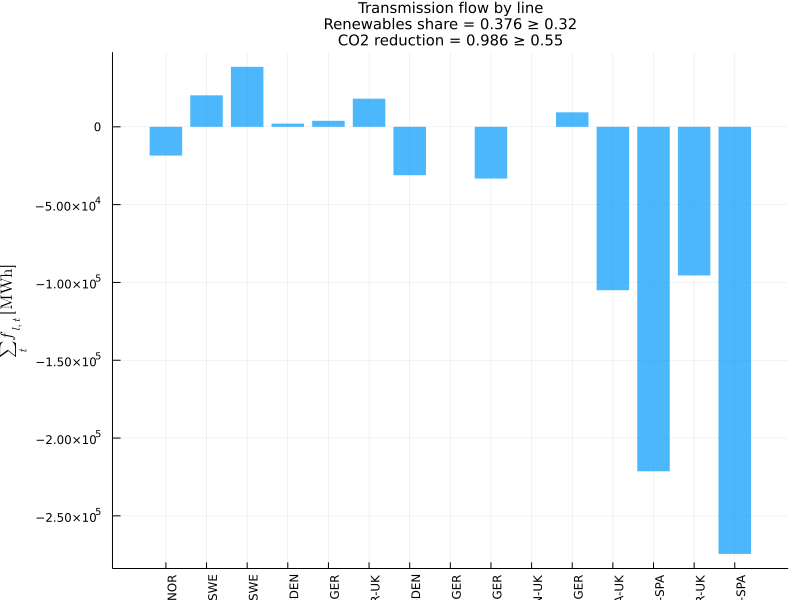 Transmission flow by line
Renewables share = 0.376 ≥ 0.32
CO2 reduction = 0.986 ≥ 0.55
0
−5.00×10⁴
−1.00×10⁵
−1.50×10⁵
−2.00×10⁵
−2.50×10⁵
∑ₜ f_{l,t} [MWh]
NOR
SWE
SWE
DEN
GER
R-UK
DEN
GER
GER
N-UK
GER
A-UK
-SPA
R-UK
-SPA